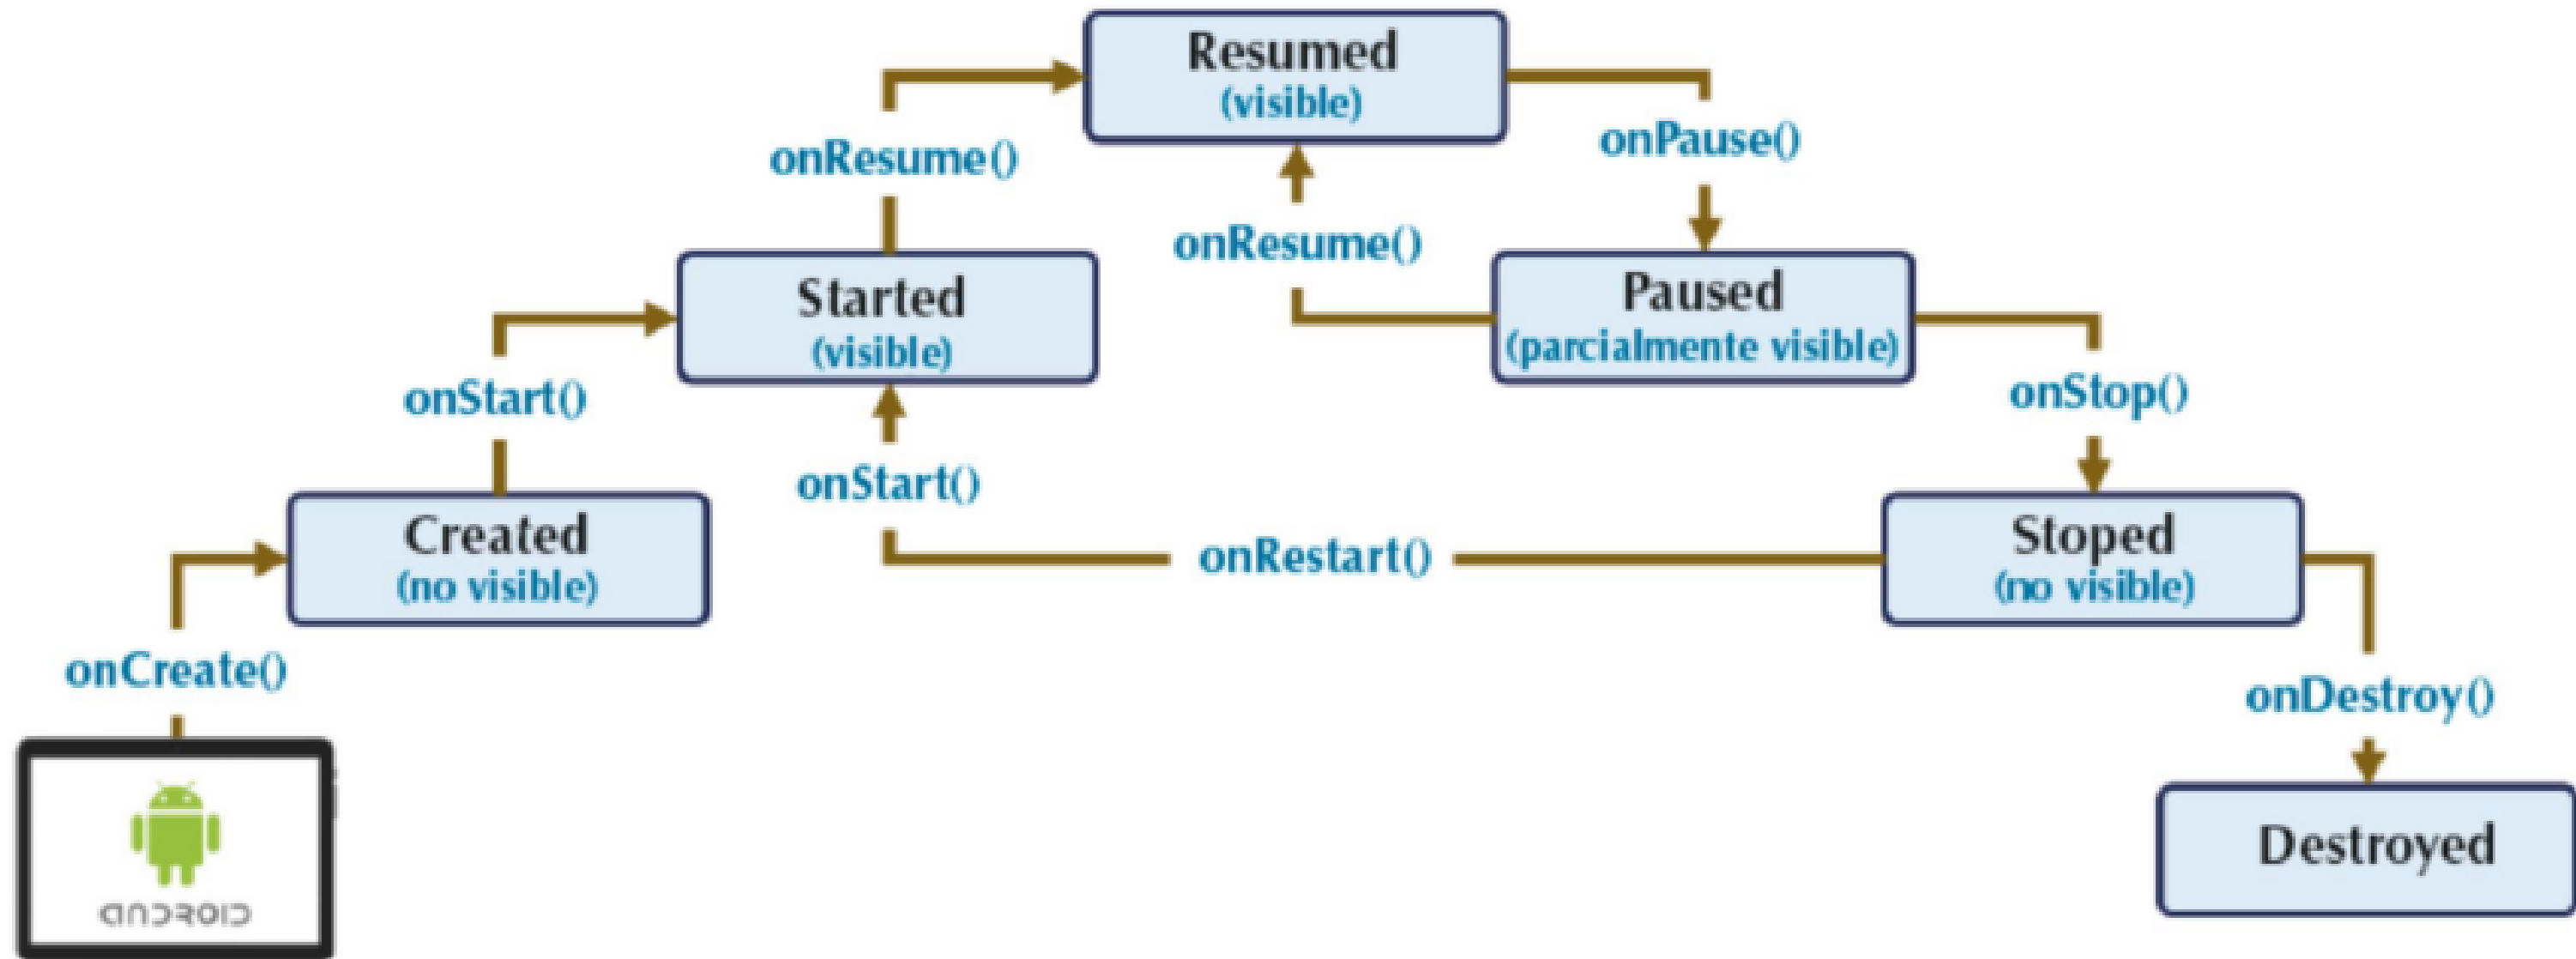 Resumed
(visible)
onResume()
onPause()
onResume()
Started
(visible)
Paused
(parcialmente visible)
onStart()
onStop()
onStart()
Created
(no visible)
onRestart()
Stoped
(no visible)
onCreate()
onDestroy()
Destroyed
ANDROID